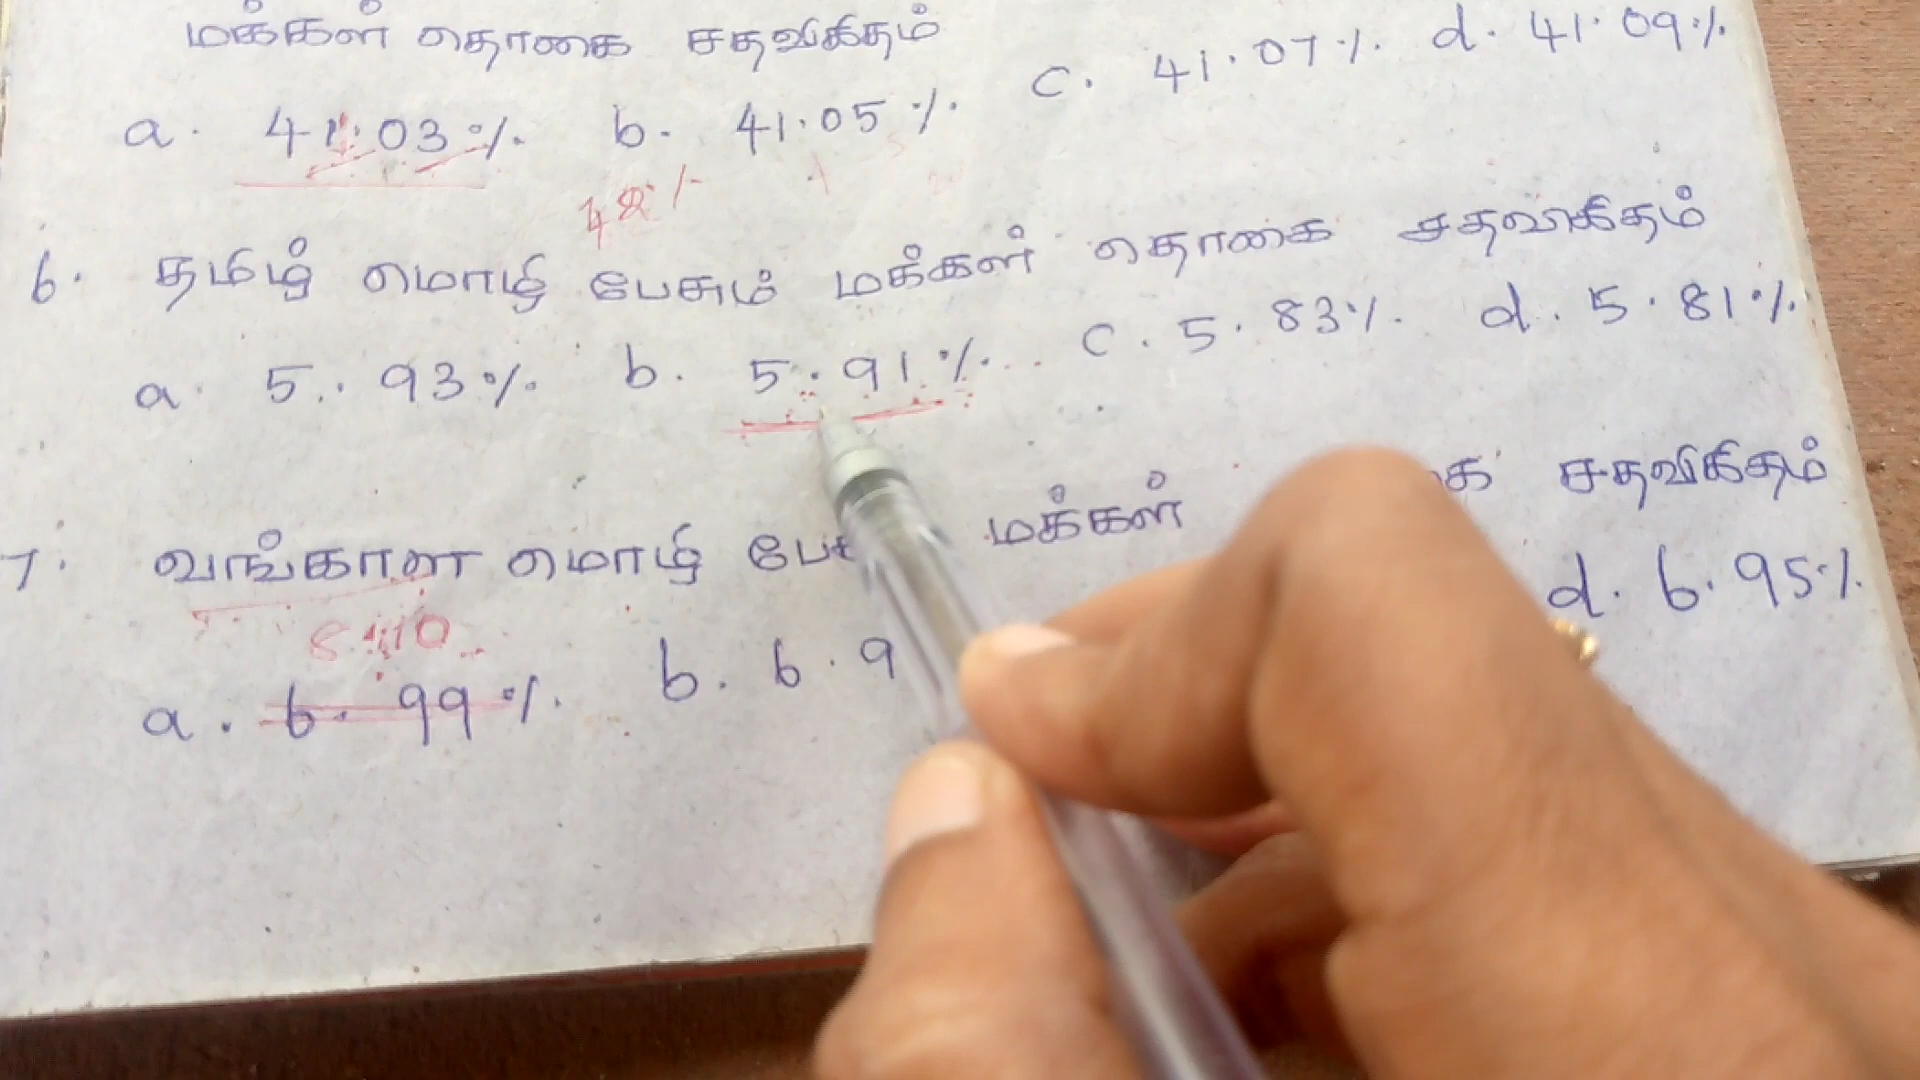 மக்கள் தொகை சதவிகிதம்
a. 41.03% b. 41.05% c. 41.07% d. 41.09%
42%
6. தமிழ் மொழி பேசும் மக்கள் தொகை சதவிகிதம்
a. 5.93% b. 5.91% c. 5.83% d. 5.81%
7. வங்காள மொழி மக்கள் சதவிகிதம்
8.10
a. 6.99% b. 6.9 d. 6.95%